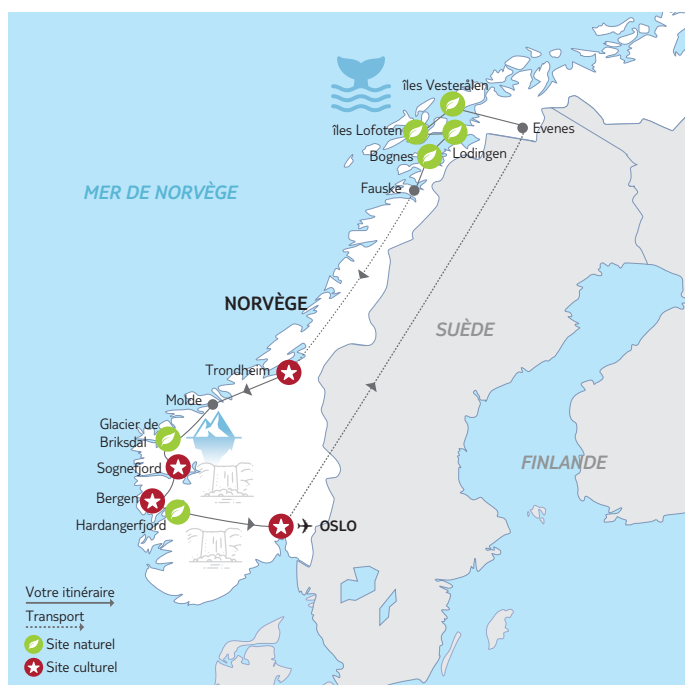 îles Vesterålen
îles Lofoten
Evenes
Bognes
Lodingen
Fauske
MER DE NORVÈGE
NORVÈGE
SUÈDE
Trondheim
Molde
Glacier de
Briksdal
Sognefjord
FINLANDE
Bergen
Hardangerfjord
OSLO
Votre itinéraire
Transport
Site naturel
Site culturel